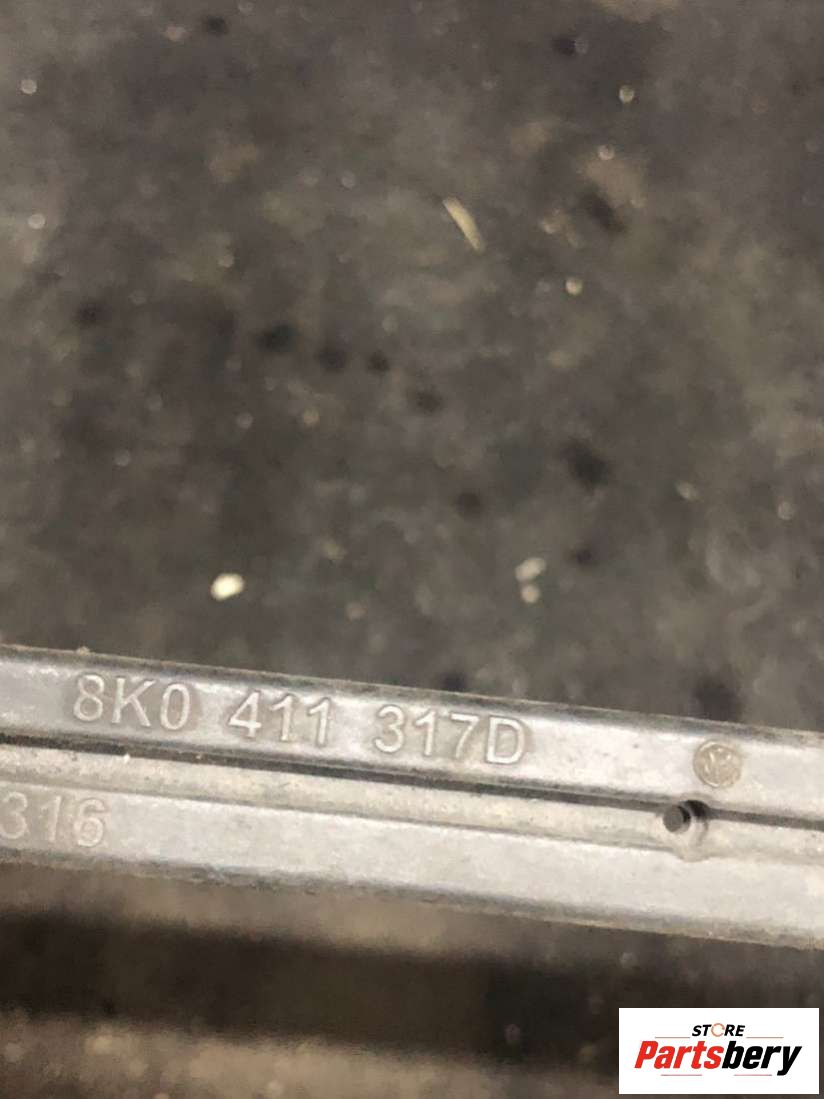 8K0 411 317D
316
STORE
Partsbery